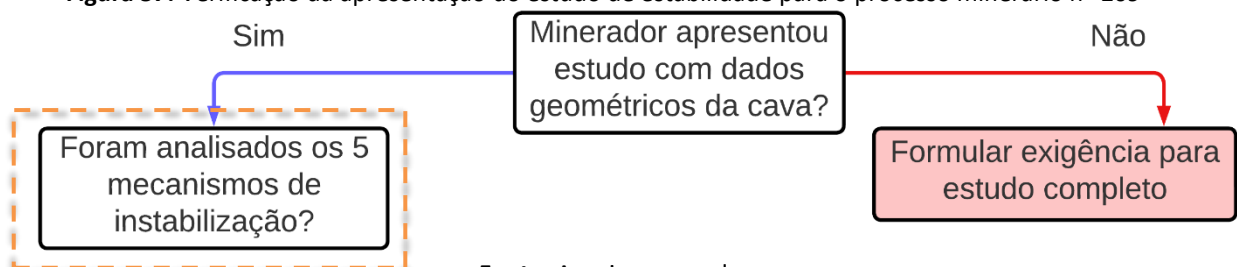 Sim
Minerador apresentou
estudo com dados
geométricos da cava?
Não
Foram analisados os 5
mecanismos de
instabilização?
Formular exigência para
estudo completo